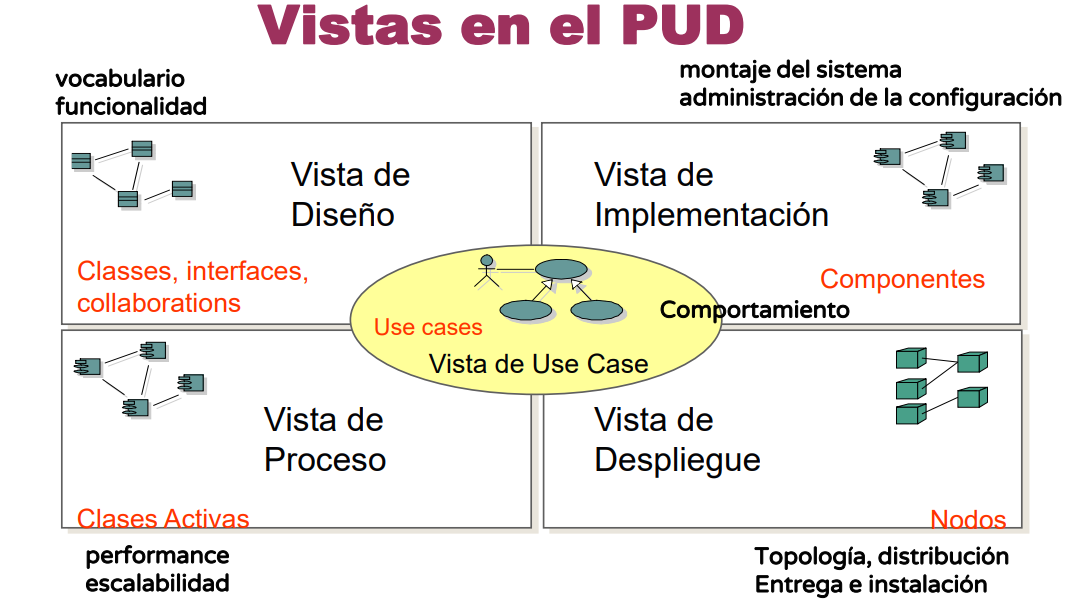 Vistas en el PUD
vocabulario
funcionalidad
montaje del sistema
administración de la configuración
Vista de
Diseño
Classes, interfaces,
collaborations
Vista de
Implementación
Componentes
Use cases
Vista de Use Case
Comportamiento
Vista de
Proceso
Clases Activas
Vista de
Despliegue
Nodos
performance
escalabilidad
Topología, distribución
Entrega e instalación